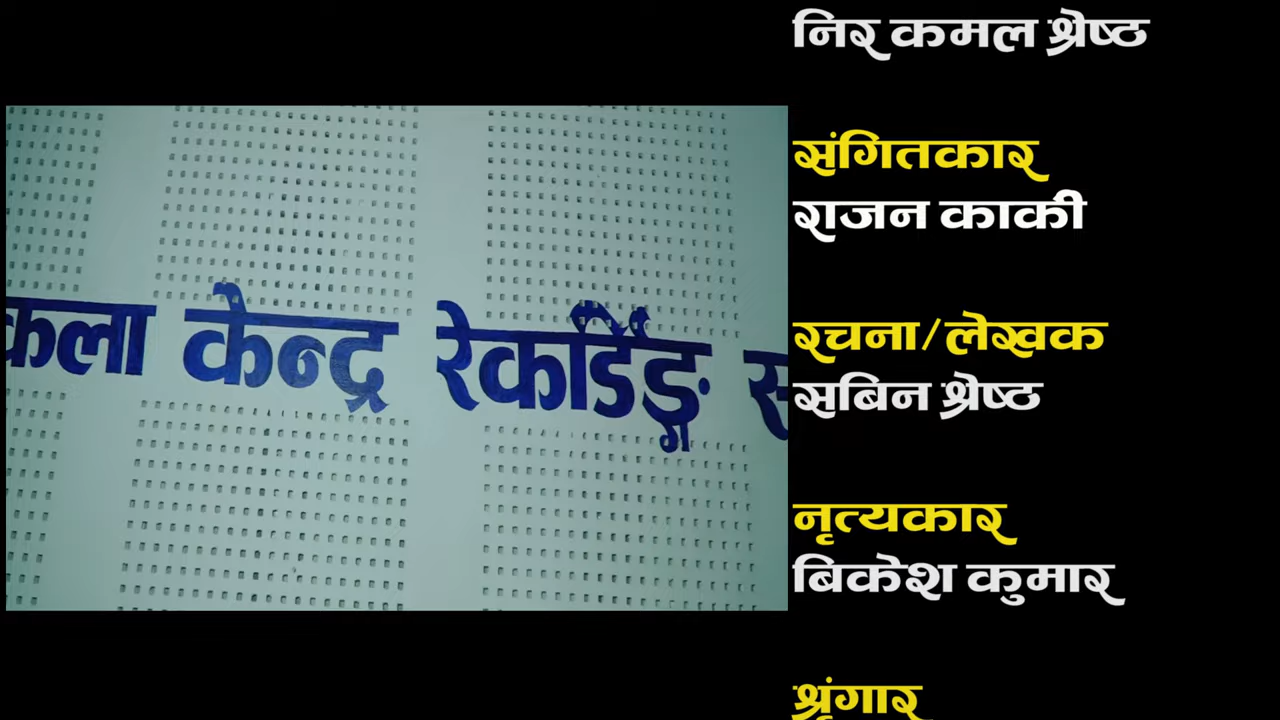 कला केन्द्र रेकर्डिङ्ग
निर कमल श्रेष्ठ
संगितकार
राजन कार्की
रचना/लेखक
सबिन श्रेष्ठ
नृत्यकार
बिकेश कुमार
श्रृंगार